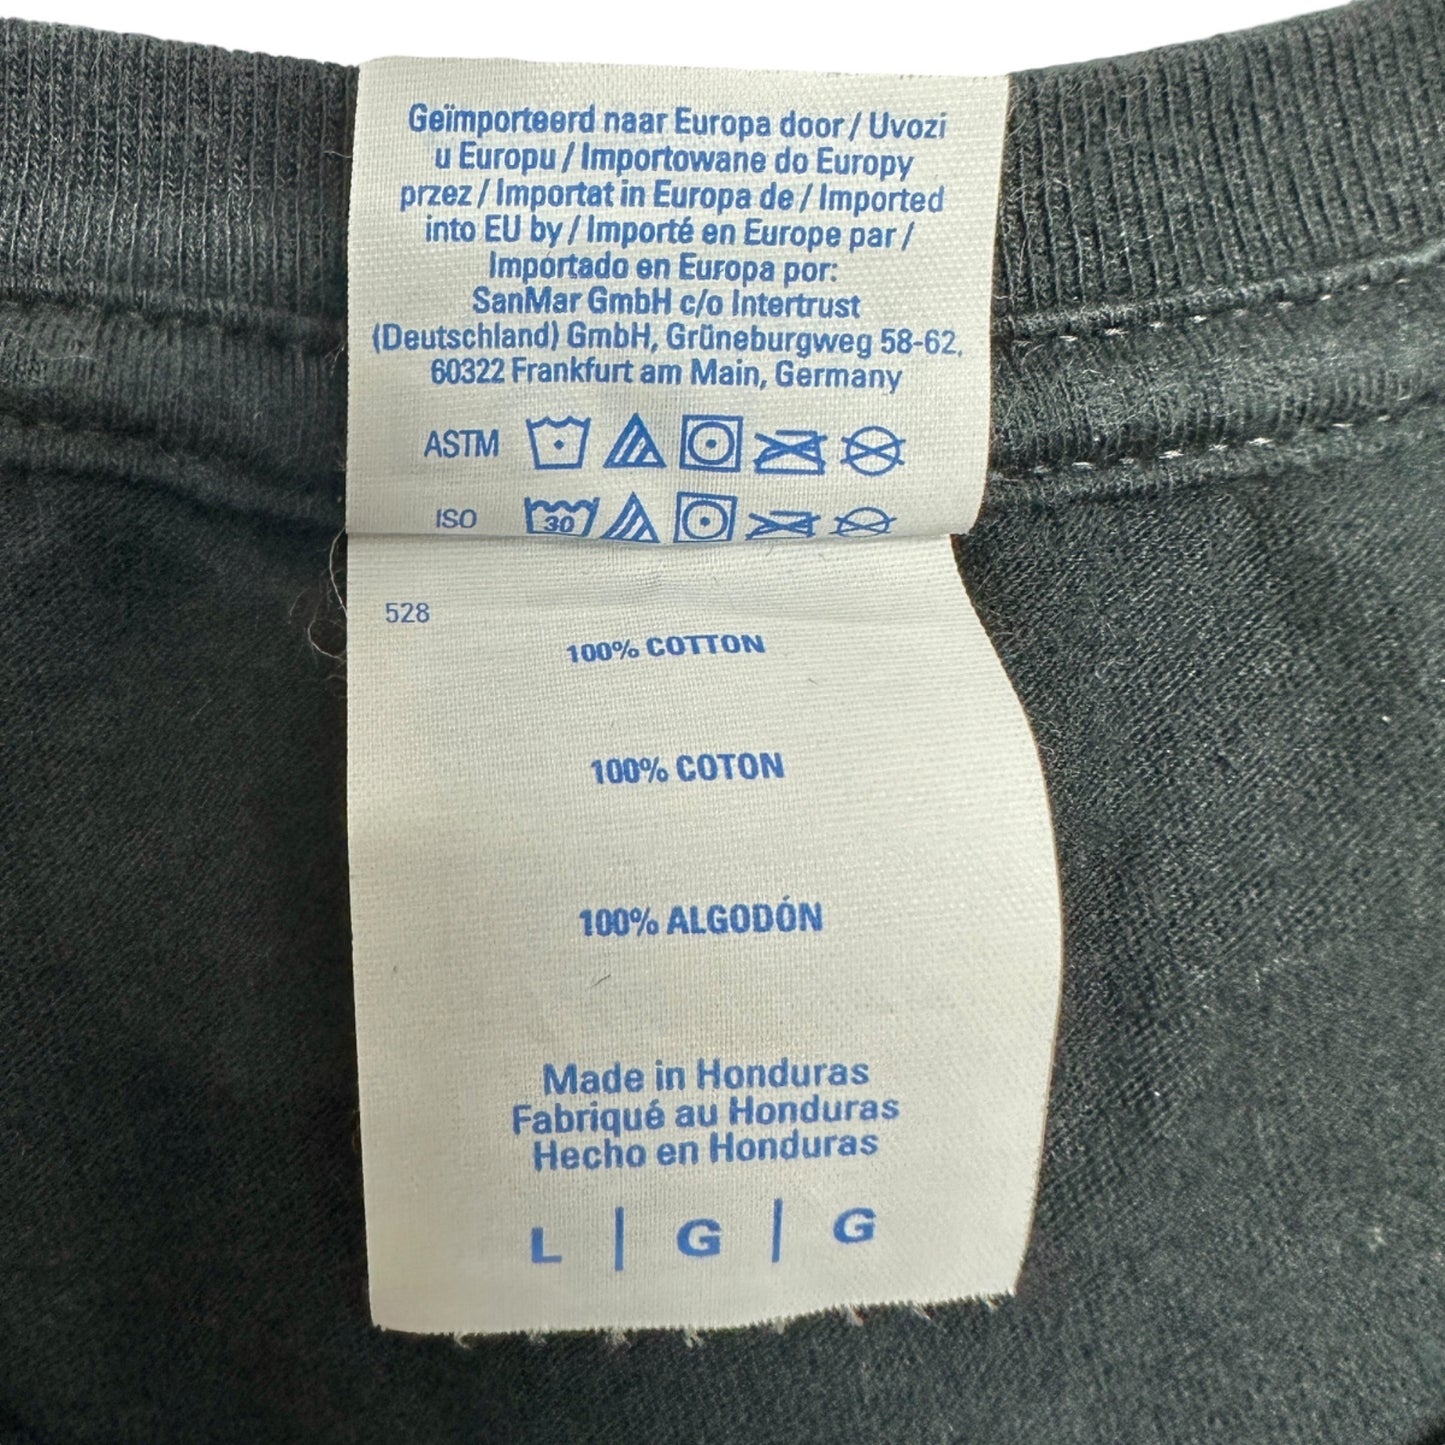 Geïmporteerd naar Europa door / Uvozi
u Europu / Importowane do Europy
przez / Importat in Europa de / Imported
into EU by / Importé en Europe par /
Importado en Europa por:
SanMar GmbH c/o Intertrust
(Deutschland) GmbH, Grüneburgweg 58-62,
60322 Frankfurt am Main, Germany
ASTM
ISO 30
528
100% COTTON
100% COTON
100% ALGODÓN
Made in Honduras
Fabriqué au Honduras
Hecho en Honduras
L | G | G